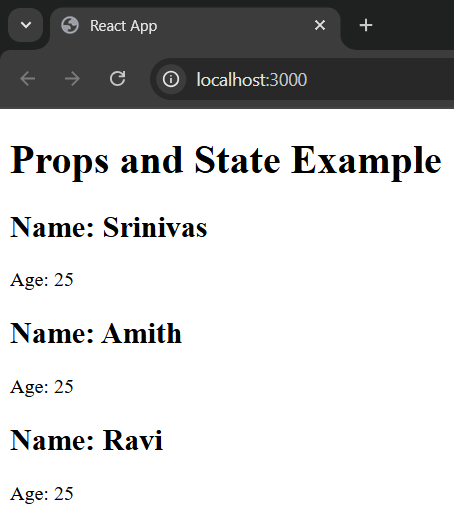 React App
localhost:3000
Props and State Example
Name: Srinivas
Age: 25
Name: Amith
Age: 25
Name: Ravi
Age: 25